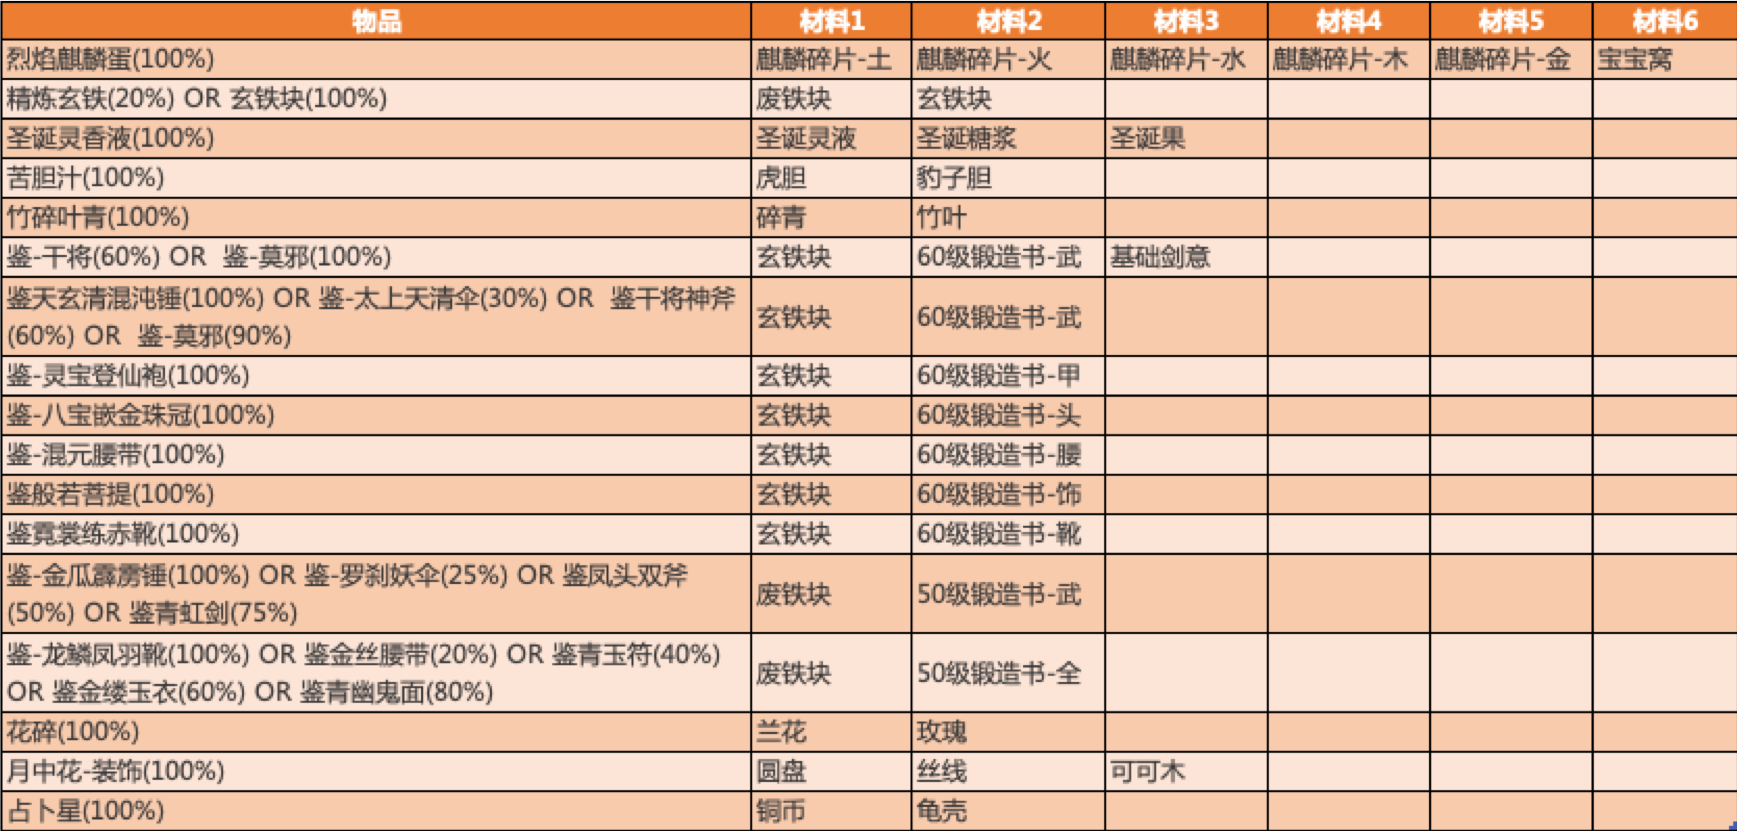 物品 材料1 材料2 材料3 材料4 材料5 材料6
烈焰麒麟蛋(100%) 麒麟碎片-土 麒麟碎片-火 麒麟碎片-水 麒麟碎片-木 麒麟碎片-金 宝宝窝
精炼玄铁(20%) OR 玄铁块(100%) 废铁块 玄铁块
圣诞灵香液(100%) 圣诞灵液 圣诞糖浆 圣诞果
苦胆汁(100%) 虎胆 豹子胆
竹碎叶青(100%) 碎青 竹叶
鉴-干将(60%) OR 鉴-莫邪(100%) 玄铁块 60级锻造书-武 基础剑意
鉴天玄清混沌锤(100%) OR 鉴-太上天清伞(30%) OR 鉴干将神斧
(60%) OR 鉴-莫邪(90%) 玄铁块 60级锻造书-武
鉴-灵宝登仙袍(100%) 玄铁块 60级锻造书-甲
鉴-八宝嵌金珠冠(100%) 玄铁块 60级锻造书-头
鉴-混元腰带(100%) 玄铁块 60级锻造书-腰
鉴般若菩提(100%) 玄铁块 60级锻造书-饰
鉴霓裳练赤靴(100%) 玄铁块 60级锻造书-靴
鉴-金瓜霹雳锤(100%) OR 鉴-罗刹妖伞(25%) OR 鉴凤头双斧
(50%) OR 鉴青虹剑(75%) 废铁块 50级锻造书-武
鉴-龙鳞凤羽靴(100%) OR 鉴金丝腰带(20%) OR 鉴青玉符(40%)
OR 鉴金缕玉衣(60%) OR 鉴青幽鬼面(80%) 废铁块 50级锻造书-全
花碎(100%) 兰花 玫瑰
月中花-装饰(100%) 圆盘 丝线 可可木
占卜星(100%) 铜币 龟壳